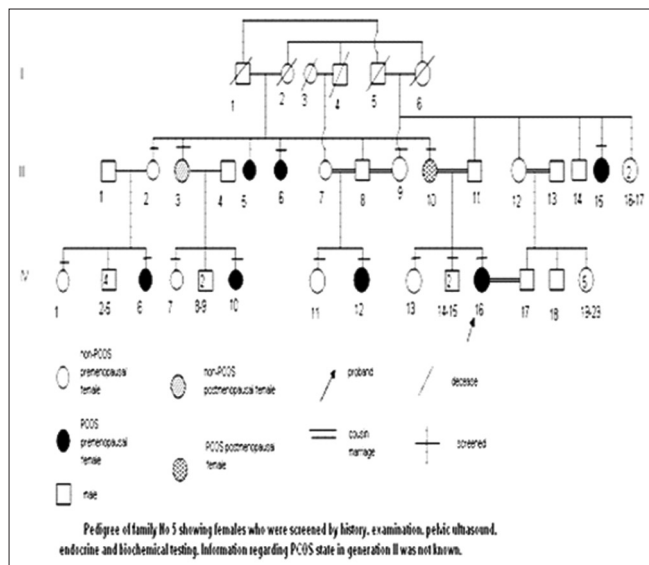 II
1 2 3 4 5 6
III
2
1 2 3 4 5 6 7 8 9 10 11 12 13 14 15 16-17
IV
4 2 2 5
1 2-5 6 7 8-9 10 11 12 13 14-15 16 17 18 19-23
non-PCOS
premenopausal
female
non-PCOS
postmenopausal female
proband
decease
PCOS
premenopausal
female
PCOS postmenopausal
female
cousin
marriage
screened
male
Pedigree of family No 5 showing females who were screened by history, examination, pelvic ultrasound,
endocrine and biochemical testing. Information regarding PCOS state in generation II was not known.